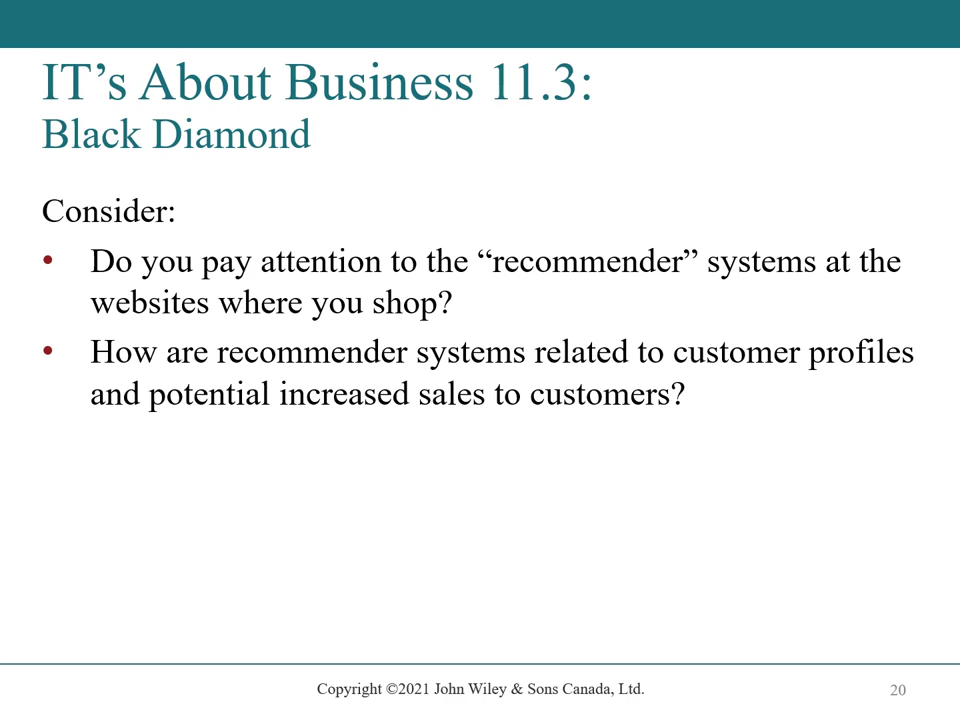 IT’s About Business 11.3:
Black Diamond
Consider:
• Do you pay attention to the “recommender” systems at the
websites where you shop?
• How are recommender systems related to customer profiles
and potential increased sales to customers?
Copyright ©2021 John Wiley & Sons Canada, Ltd.
20